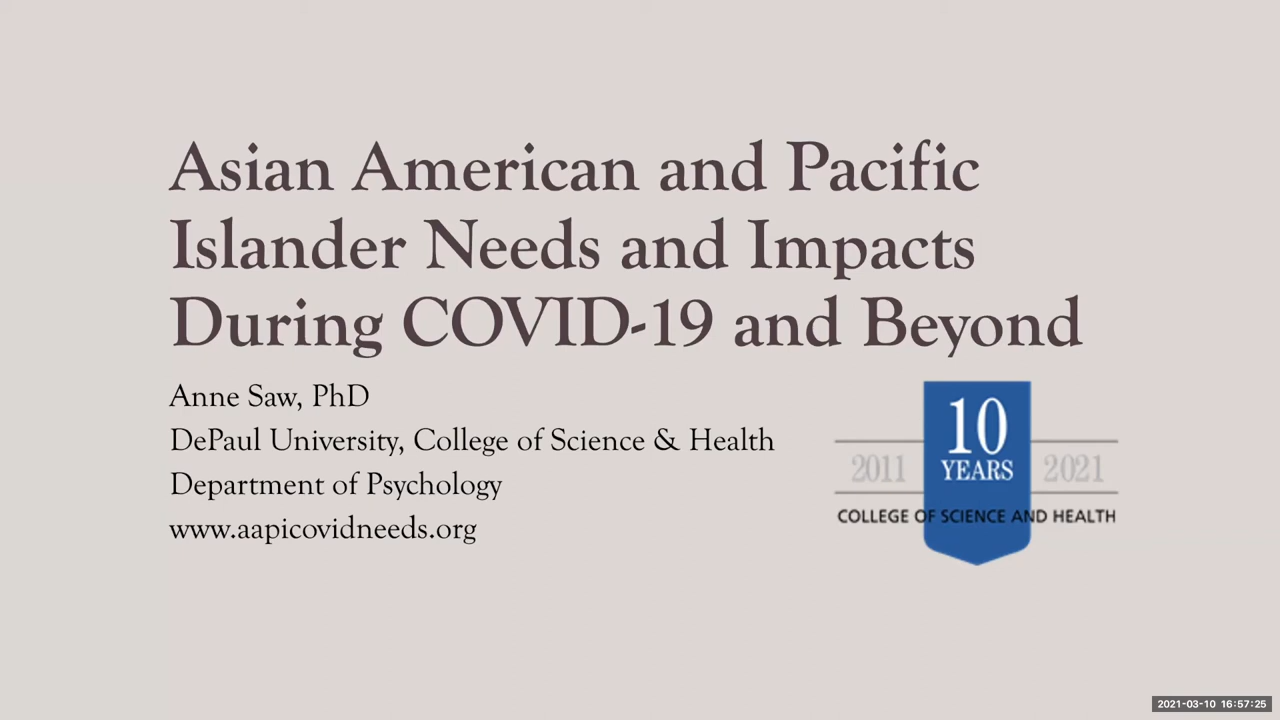 Asian American and Pacific
Islander Needs and Impacts
During COVID-19 and Beyond
Anne Saw, PhD
DePaul University, College of Science & Health
Department of Psychology
www.aapicovidneeds.org
10
2011 YEARS 2021
COLLEGE OF SCIENCE AND HEALTH
2021-03-10 16:57:25